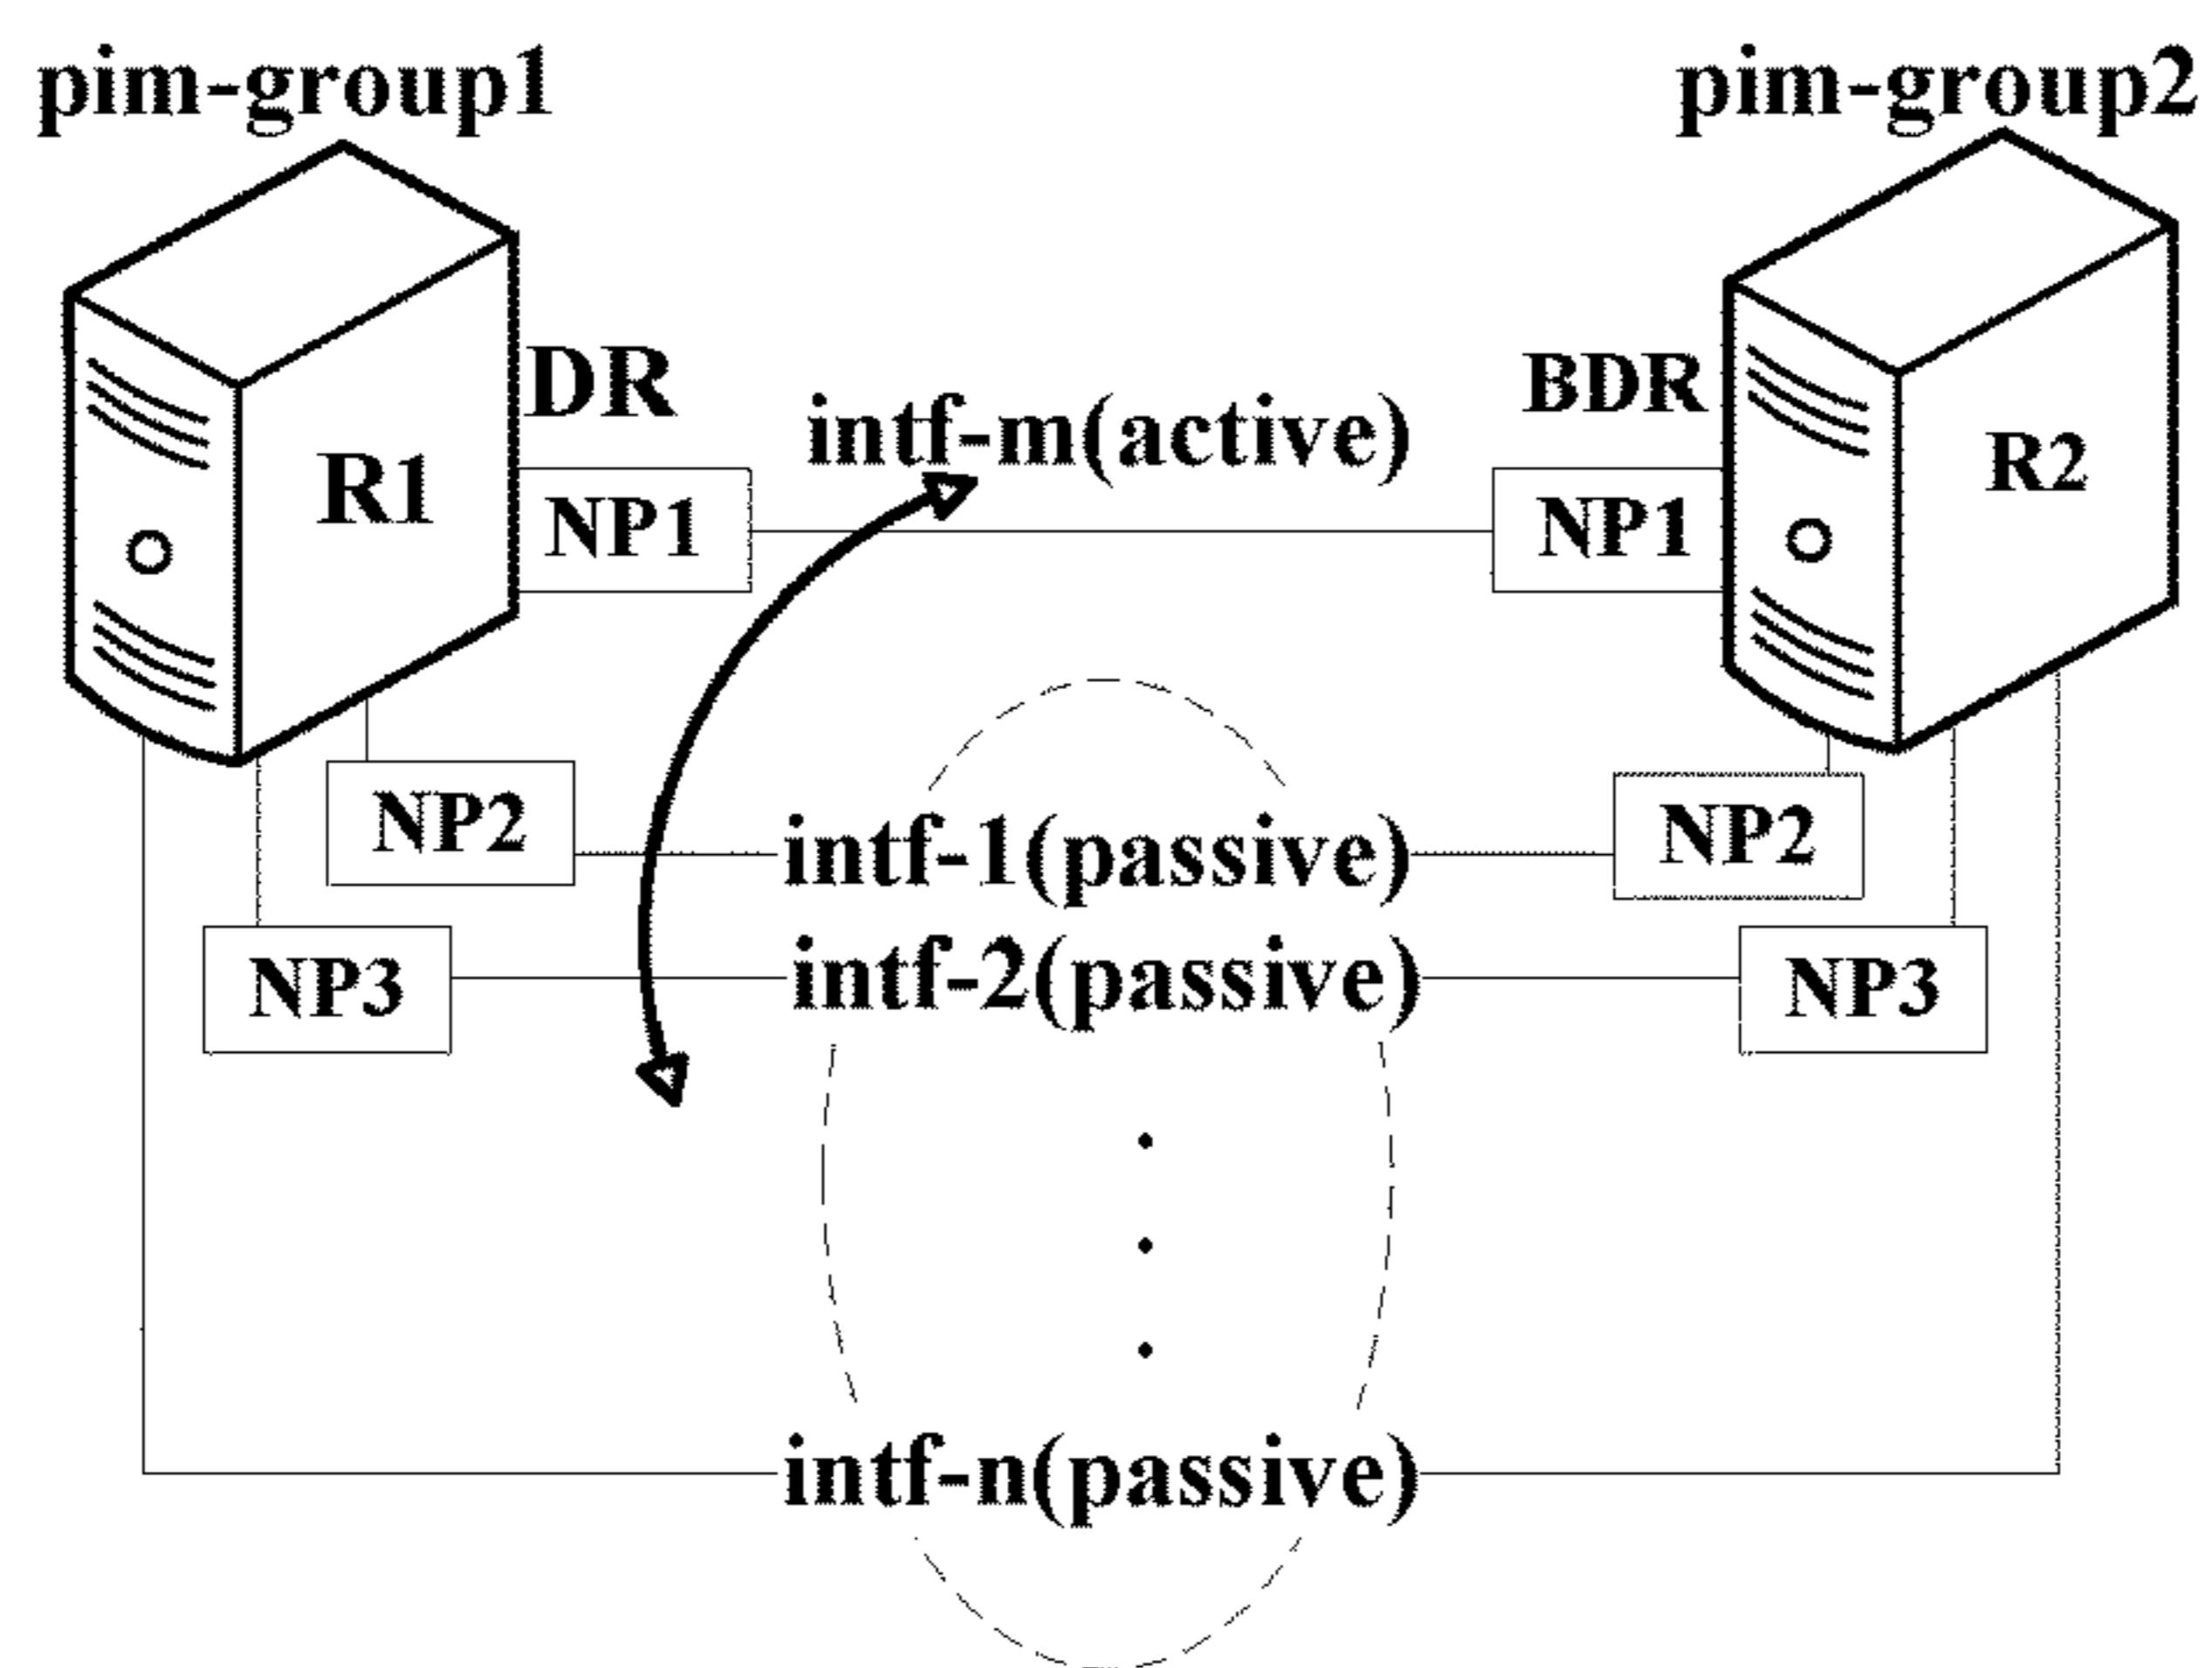 pim-group1
pim-group2
DR
BDR
intf-m(active)
R1
R2
NP1
NP1
NP2
intf-1(passive)
NP2
NP3
intf-2(passive)
NP3
intf-n(passive)